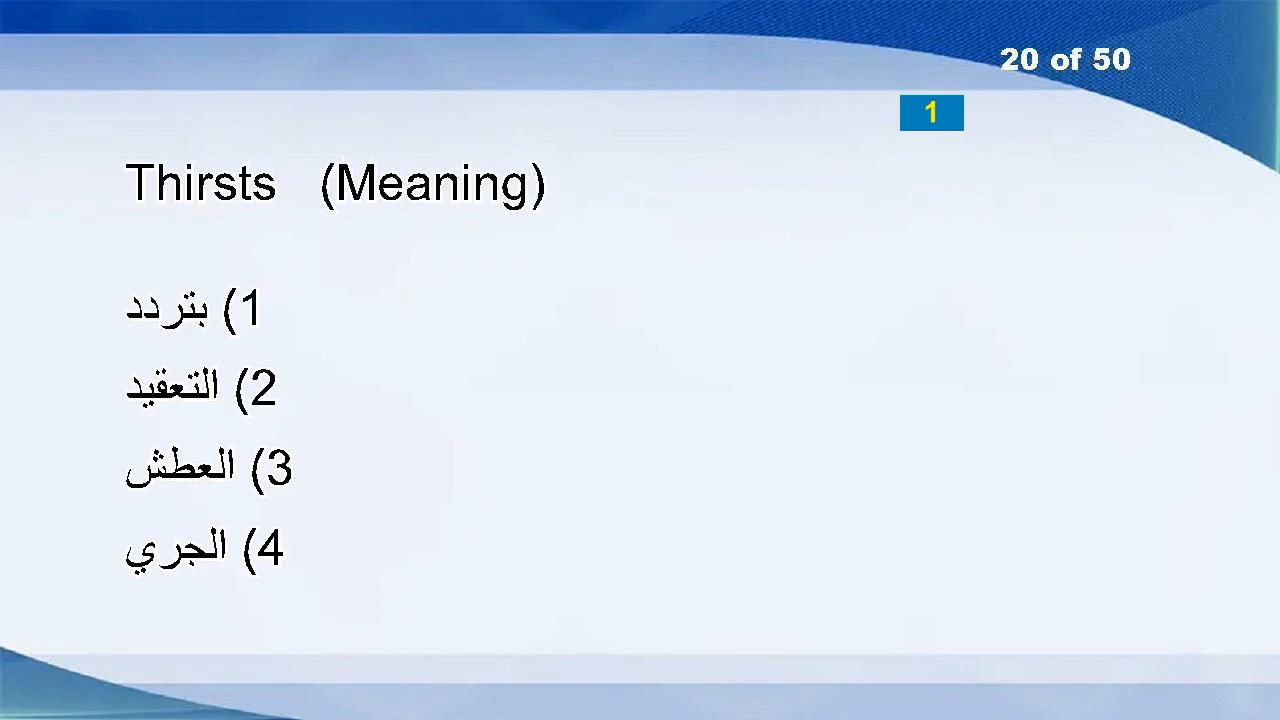 20 of 50
1
Thirsts (Meaning)
1) بتردد
2) التعقيد
3) العطش
4) الجري